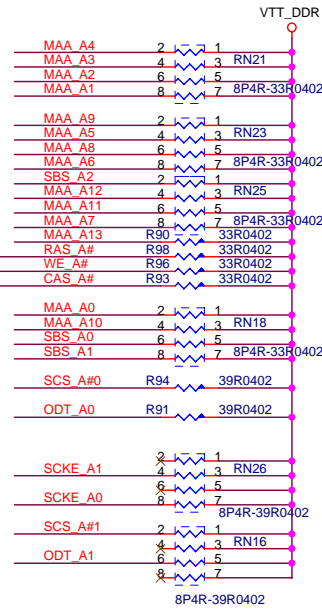 VTT_DDR
MAA_A4 2 1
MAA_A3 4 3 RN21
MAA_A2 6 5
MAA_A1 8 7 8P4R-33R0402
MAA_A9 2 1
MAA_A5 4 3 RN23
MAA_A8 6 5
MAA_A6 8 7 8P4R-33R0402
SBS_A2 2 1
MAA_A12 4 3 RN25
MAA_A11 6 5
MAA_A7 8 7 8P4R-33R0402
MAA_A13 R90 33R0402
RAS_A# R98 33R0402
WE_A# R96 33R0402
CAS_A# R93 33R0402
MAA_A0 2 1
MAA_A10 4 3 RN18
SBS_A0 6 5
SBS_A1 8 7 8P4R-33R0402
SCS_A#0 R94 39R0402
ODT_A0 R91 39R0402
2 1
SCKE_A1 4 3 RN26
6 5
SCKE_A0 8 7
8P4R-39R0402
SCS_A#1 2 1
4 3 RN16
ODT_A1 6 5
8 7
8P4R-39R0402